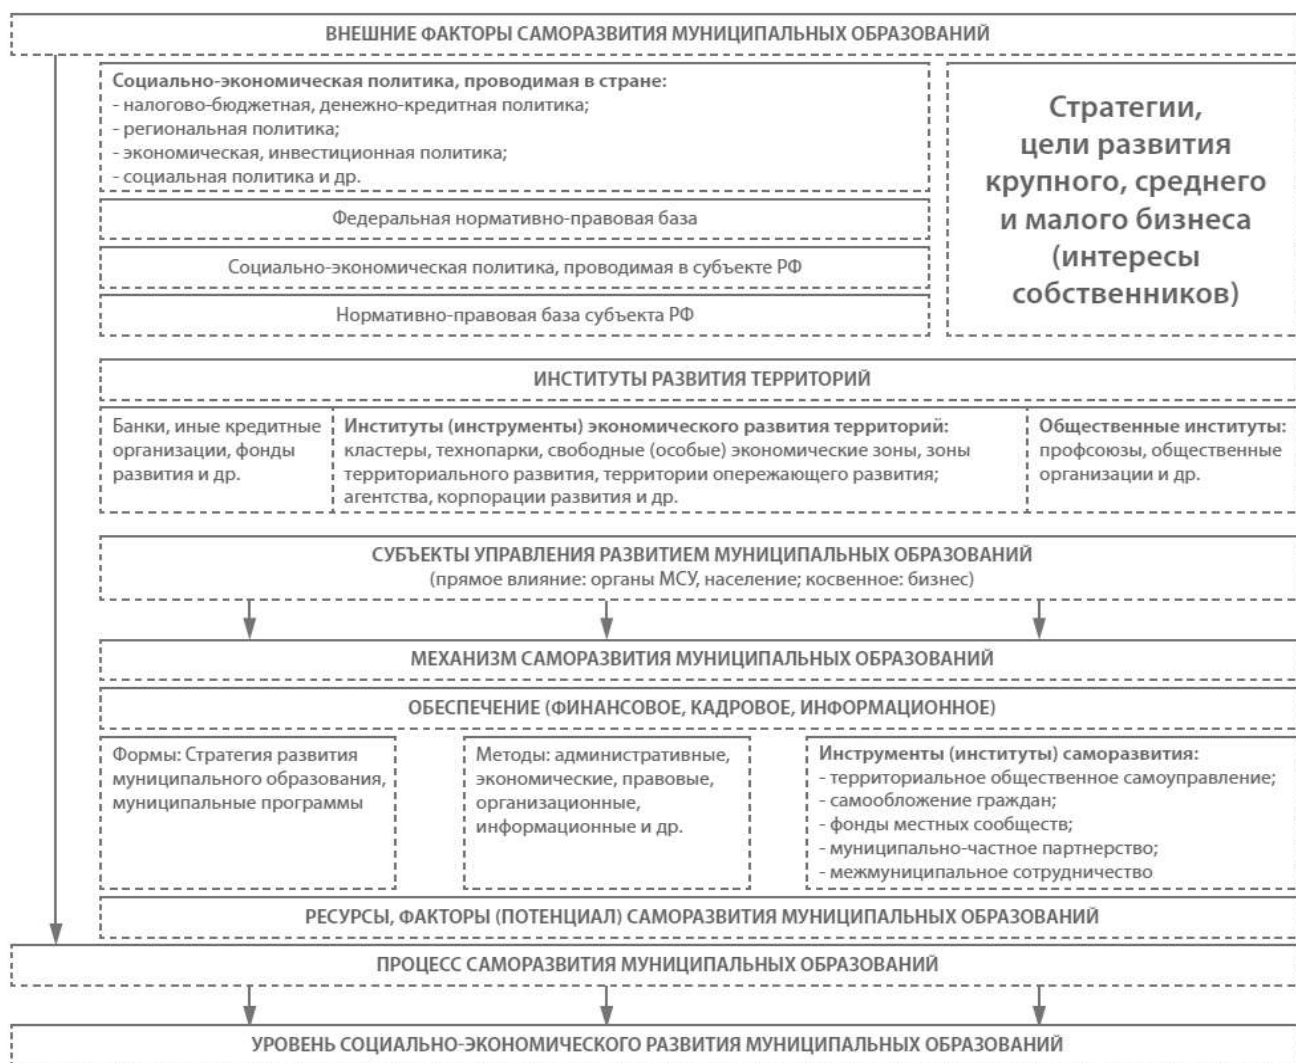 ВНЕШНИЕ ФАКТОРЫ САМОРАЗВИТИЯ МУНИЦИПАЛЬНЫХ ОБРАЗОВАНИЙ
Социально-экономическая политика, проводимая в стране:
- налогово-бюджетная, денежно-кредитная политика;
- региональная политика;
- экономическая, инвестиционная политика;
- социальная политика и др.
Федеральная нормативно-правовая база
Социально-экономическая политика, проводимая в субъекте РФ
Нормативно-правовая база субъекта РФ
Стратегии,
цели развития
крупного, среднего
и малого бизнеса
(интересы
собственников)
ИНСТИТУТЫ РАЗВИТИЯ ТЕРРИТОРИЙ
Банки, иные кредитные
организации, фонды
развития и др.
Институты (инструменты) экономического развития территорий:
кластеры, технопарки, свободные (особые) экономические зоны, зоны
территориального развития, территории опережающего развития;
агентства, корпорации развития и др.
Общественные институты:
профсоюзы, общественные
организации и др.
СУБЪЕКТЫ УПРАВЛЕНИЯ РАЗВИТИЕМ МУНИЦИПАЛЬНЫХ ОБРАЗОВАНИЙ
(прямое влияние: органы МСУ, население; косвенное: бизнес)
МЕХАНИЗМ САМОРАЗВИТИЯ МУНИЦИПАЛЬНЫХ ОБРАЗОВАНИЙ
ОБЕСПЕЧЕНИЕ (ФИНАНСОВОЕ, КАДРОВОЕ, ИНФОРМАЦИОННОЕ)
Формы: Стратегия развития
муниципального образования,
муниципальные программы
Методы: административные,
экономические, правовые,
организационные,
информационные и др.
Инструменты (институты) саморазвития:
- территориальное общественное самоуправление;
- самообложение граждан;
- фонды местных сообществ;
- муниципально-частное партнерство;
- межмуниципальное сотрудничество
РЕСУРСЫ, ФАКТОРЫ (ПОТЕНЦИАЛ) САМОРАЗВИТИЯ МУНИЦИПАЛЬНЫХ ОБРАЗОВАНИЙ
ПРОЦЕСС САМОРАЗВИТИЯ МУНИЦИПАЛЬНЫХ ОБРАЗОВАНИЙ
УРОВЕНЬ СОЦИАЛЬНО-ЭКОНОМИЧЕСКОГО РАЗВИТИЯ МУНИЦИПАЛЬНЫХ ОБРАЗОВАНИЙ